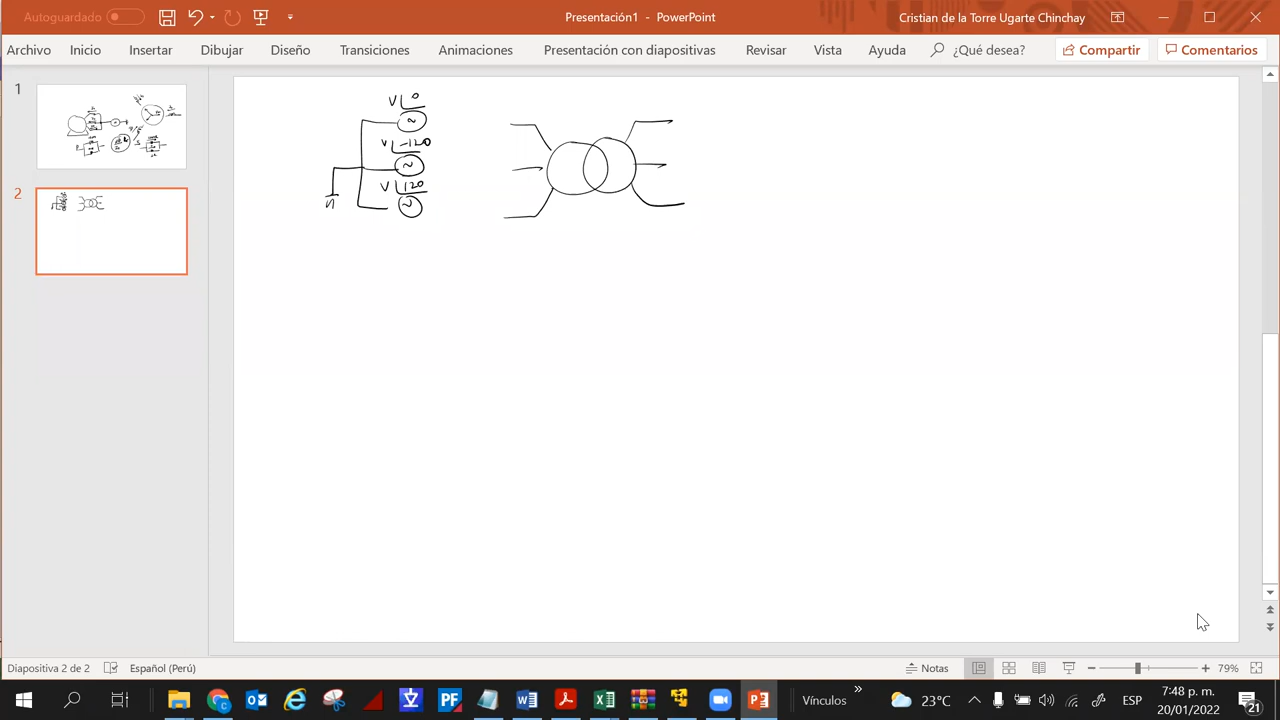 Autoguardado
Presentación1 - PowerPoint
Cristian de la Torre Ugarte Chinchay
Archivo Inicio Insertar Dibujar Diseño Transiciones Animaciones Presentación con diapositivas Revisar Vista Ayuda ¿Qué desea? Compartir Comentarios
1
2
V∠0
~
V∠-120
~
V∠120
~
n
Diapositiva 2 de 2 Español (Perú) Notas 79%
Vínculos 23°C ESP 7:48 p. m.
20/01/2022
21